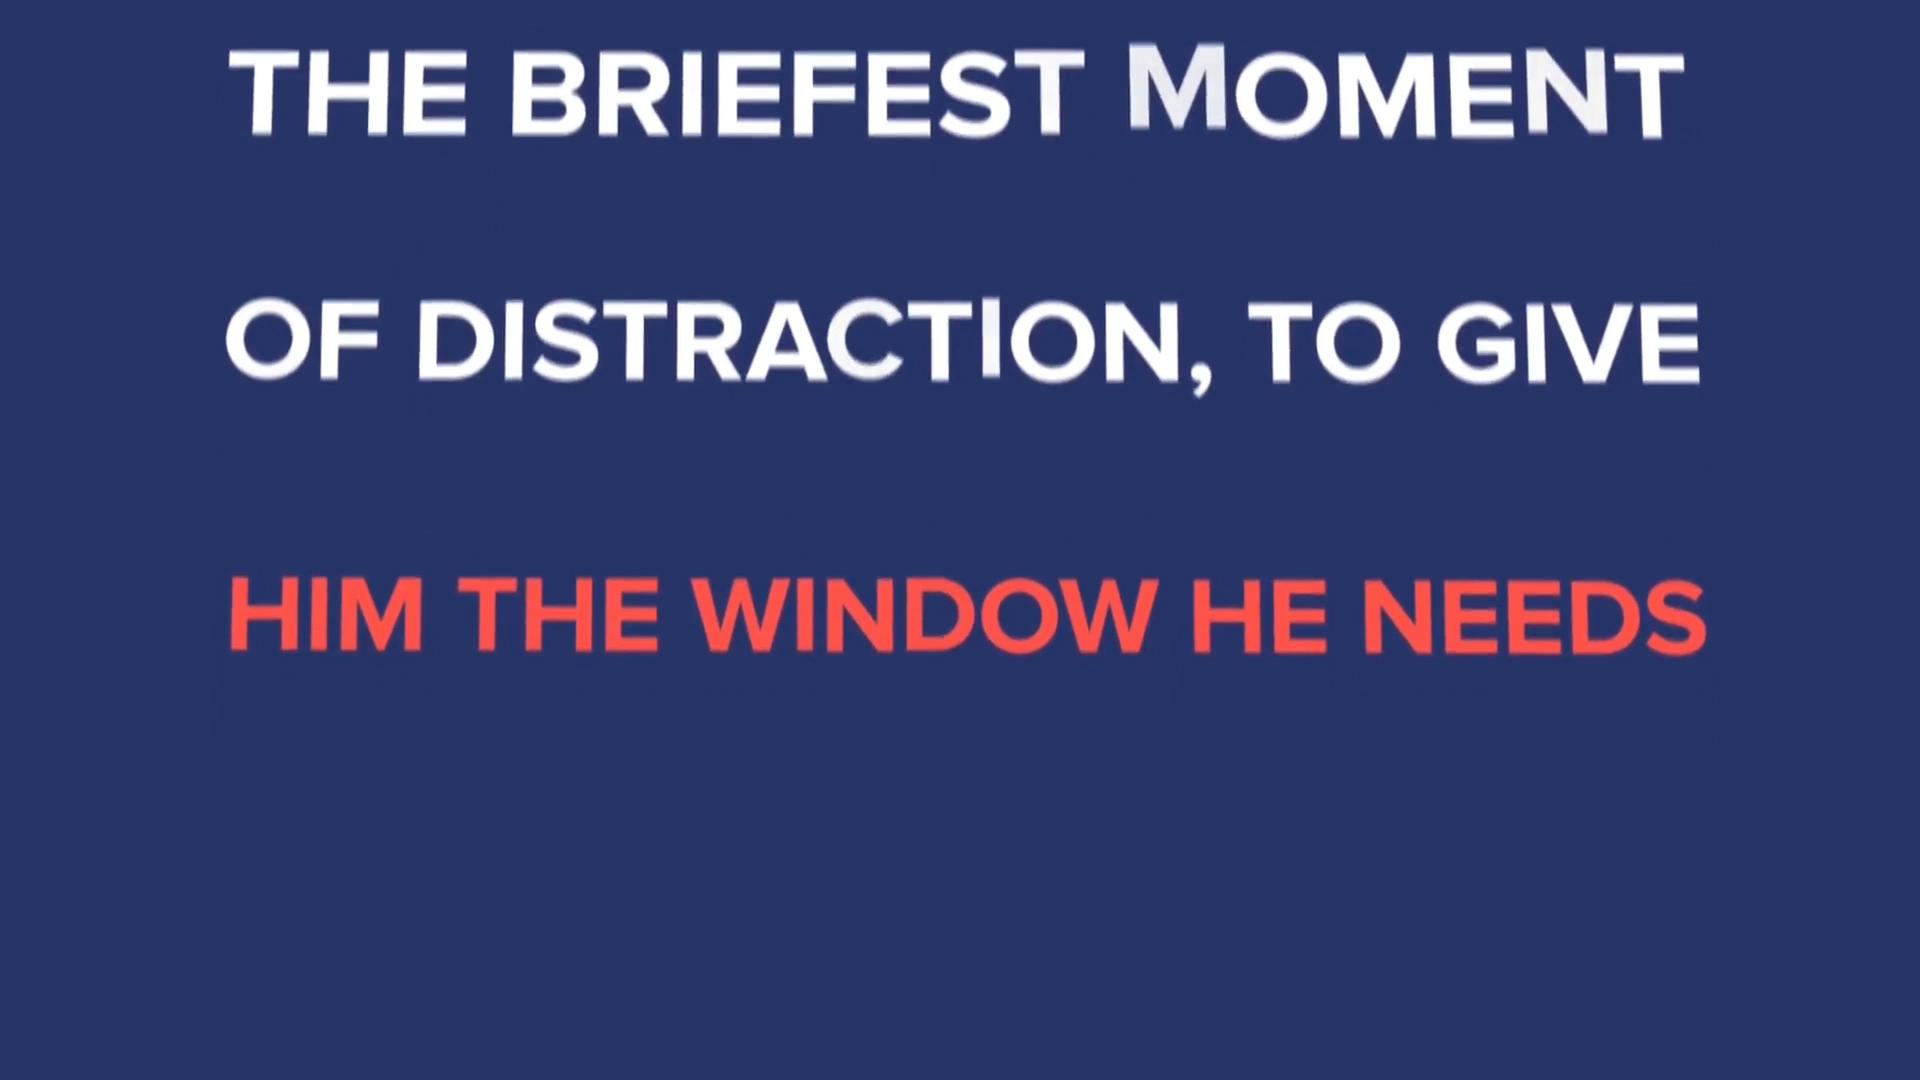 THE BRIEFEST MOMENT
OF DISTRACTION, TO GIVE
HIM THE WINDOW HE NEEDS